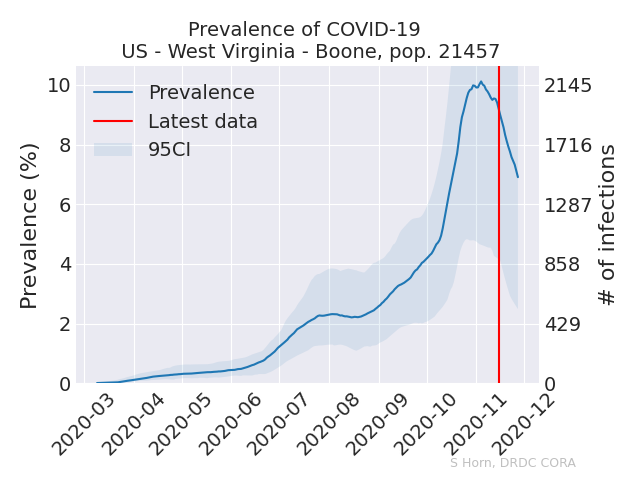 Prevalence of COVID-19
US - West Virginia - Boone, pop. 21457
Prevalence
Latest data
95CI
Prevalence (%)
10
8
6
4
2
0
2145
1716
1287
858
429
0
# of infections
2020-03
2020-04
2020-05
2020-06
2020-07
2020-08
2020-09
2020-10
2020-11
2020-12
S Horn, DRDC CORA